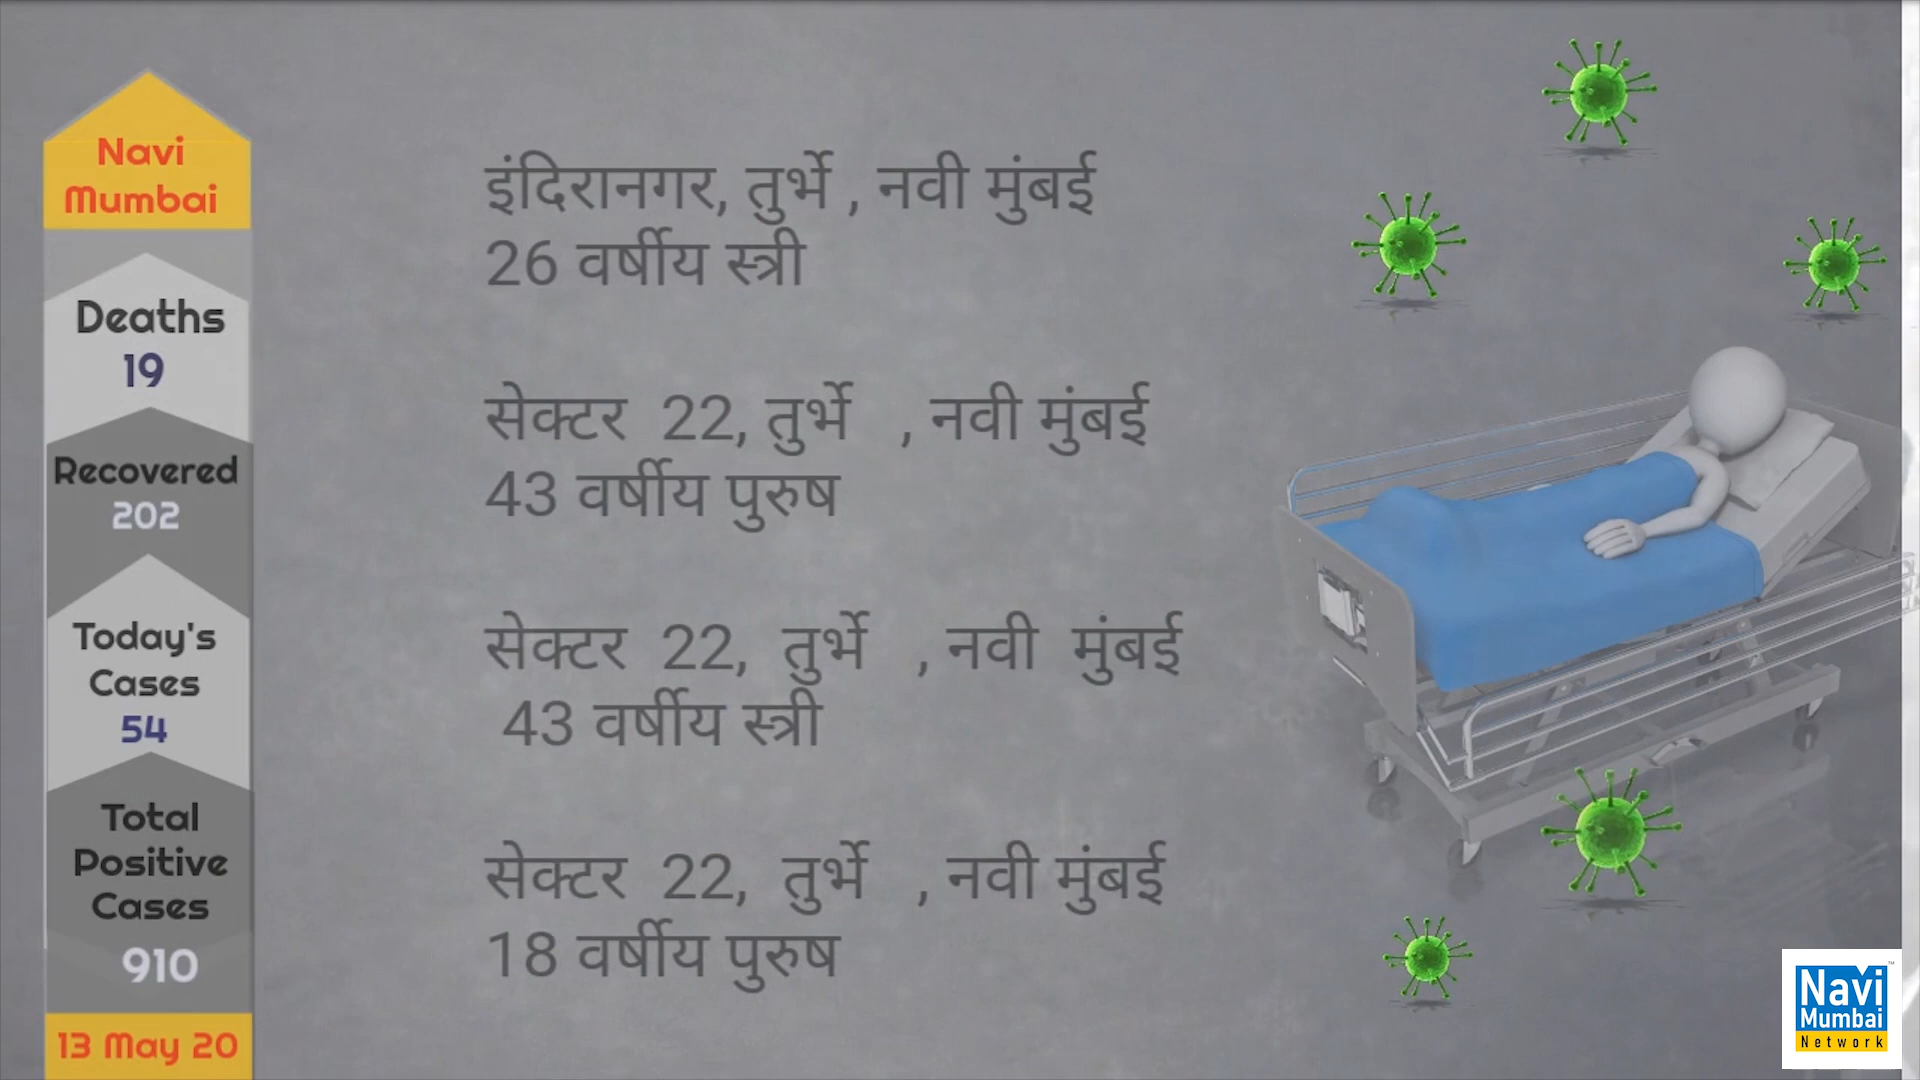 Navi
Mumbai
Deaths
19
Recovered
202
Today's
Cases
54
Total
Positive
Cases
910
13 May 20
इंदिरानगर, तुर्भे , नवी मुंबई
26 वर्षीय स्त्री
सेक्टर 22, तुर्भे , नवी मुंबई
43 वर्षीय पुरुष
सेक्टर 22, तुर्भे , नवी मुंबई
43 वर्षीय स्त्री
सेक्टर 22, तुर्भे , नवी मुंबई
18 वर्षीय पुरुष
Navi
Mumbai
Network